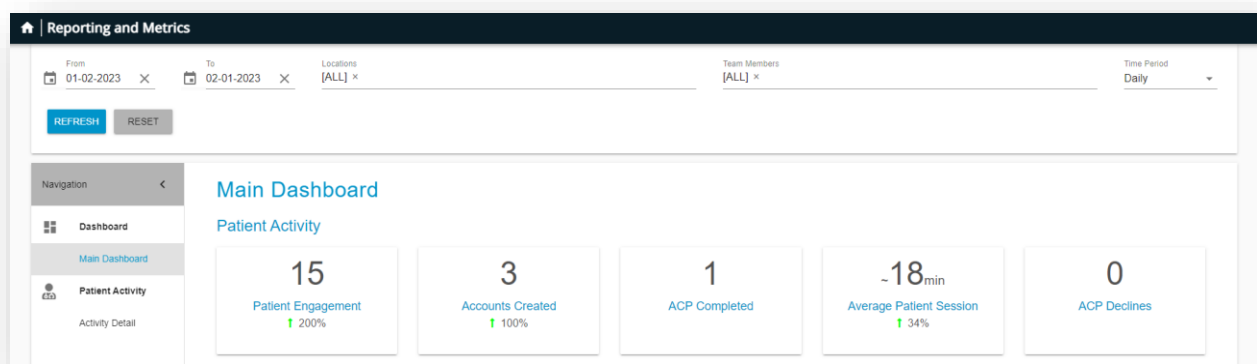 Reporting and Metrics
From To Locations Team Members Time Period
01-02-2023 × 02-01-2023 × [ALL] × [ALL] × Daily
REFRESH RESET
Navigation
Dashboard
Main Dashboard
Patient Activity
Activity Detail
Main Dashboard
Patient Activity
15
Patient Engagement
↑ 200%
3
Accounts Created
↑ 100%
1
ACP Completed
~18min
Average Patient Session
↑ 34%
0
ACP Declines